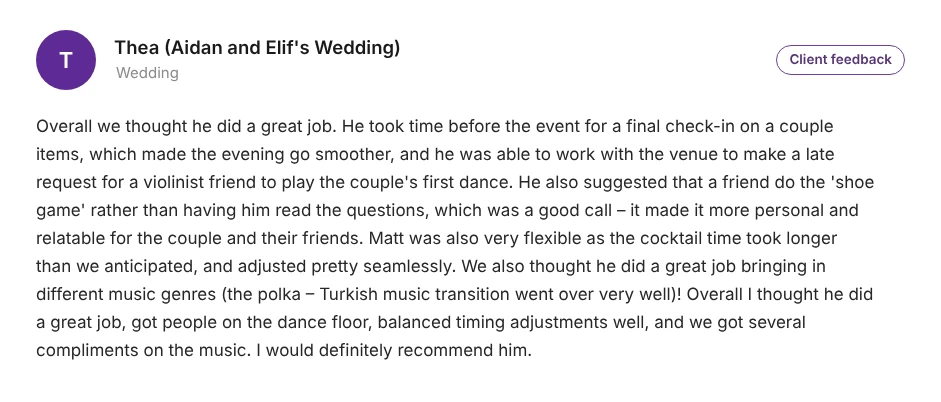 T
Thea (Aidan and Elif's Wedding)
Wedding
Client feedback
Overall we thought he did a great job. He took time before the event for a final check-in on a couple
items, which made the evening go smoother, and he was able to work with the venue to make a late
request for a violinist friend to play the couple's first dance. He also suggested that a friend do the 'shoe
game' rather than having him read the questions, which was a good call – it made it more personal and
relatable for the couple and their friends. Matt was also very flexible as the cocktail time took longer
than we anticipated, and adjusted pretty seamlessly. We also thought he did a great job bringing in
different music genres (the polka – Turkish music transition went over very well)! Overall I thought he did
a great job, got people on the dance floor, balanced timing adjustments well, and we got several
compliments on the music. I would definitely recommend him.